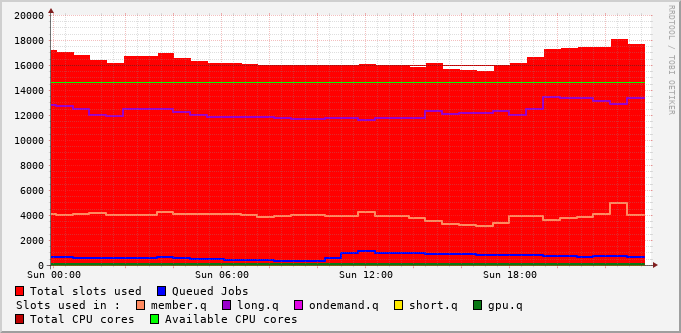 20000
18000
16000
14000
12000
10000
8000
6000
4000
2000
0
Sun 00:00 Sun 06:00 Sun 12:00 Sun 18:00
RRDTOOL / TOBI OETIKER
Total slots used Queued Jobs
Slots used in : member.q long.q ondemand.q short.q gpu.q
Total CPU cores Available CPU cores